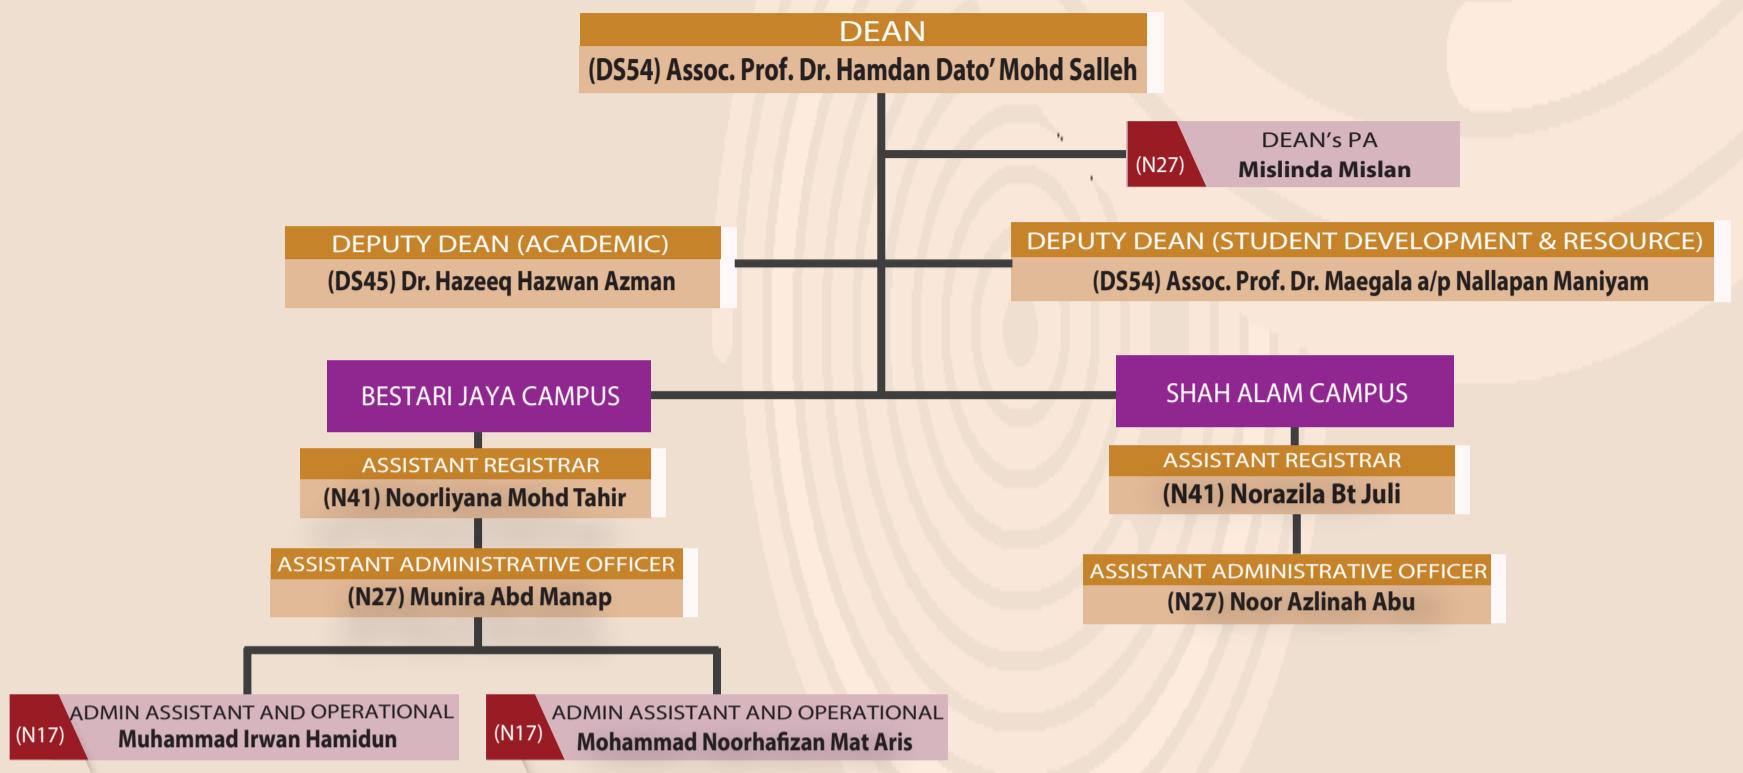 DEAN
(DS54) Assoc. Prof. Dr. Hamdan Dato' Mohd Salleh
(N27)
DEAN's PA
Mislinda Mislan
DEPUTY DEAN (ACADEMIC)
(DS45) Dr. Hazeeq Hazwan Azman
DEPUTY DEAN (STUDENT DEVELOPMENT & RESOURCE)
(DS54) Assoc. Prof. Dr. Maegala a/p Nallapan Maniyam
BESTARI JAYA CAMPUS
SHAH ALAM CAMPUS
ASSISTANT REGISTRAR
(N41) Noorliyana Mohd Tahir
ASSISTANT REGISTRAR
(N41) Norazila Bt Juli
ASSISTANT ADMINISTRATIVE OFFICER
(N27) Munira Abd Manap
ASSISTANT ADMINISTRATIVE OFFICER
(N27) Noor Azlinah Abu
(N17)
ADMIN ASSISTANT AND OPERATIONAL
Muhammad Irwan Hamidun
(N17)
ADMIN ASSISTANT AND OPERATIONAL
Mohammad Noorhafizan Mat Aris